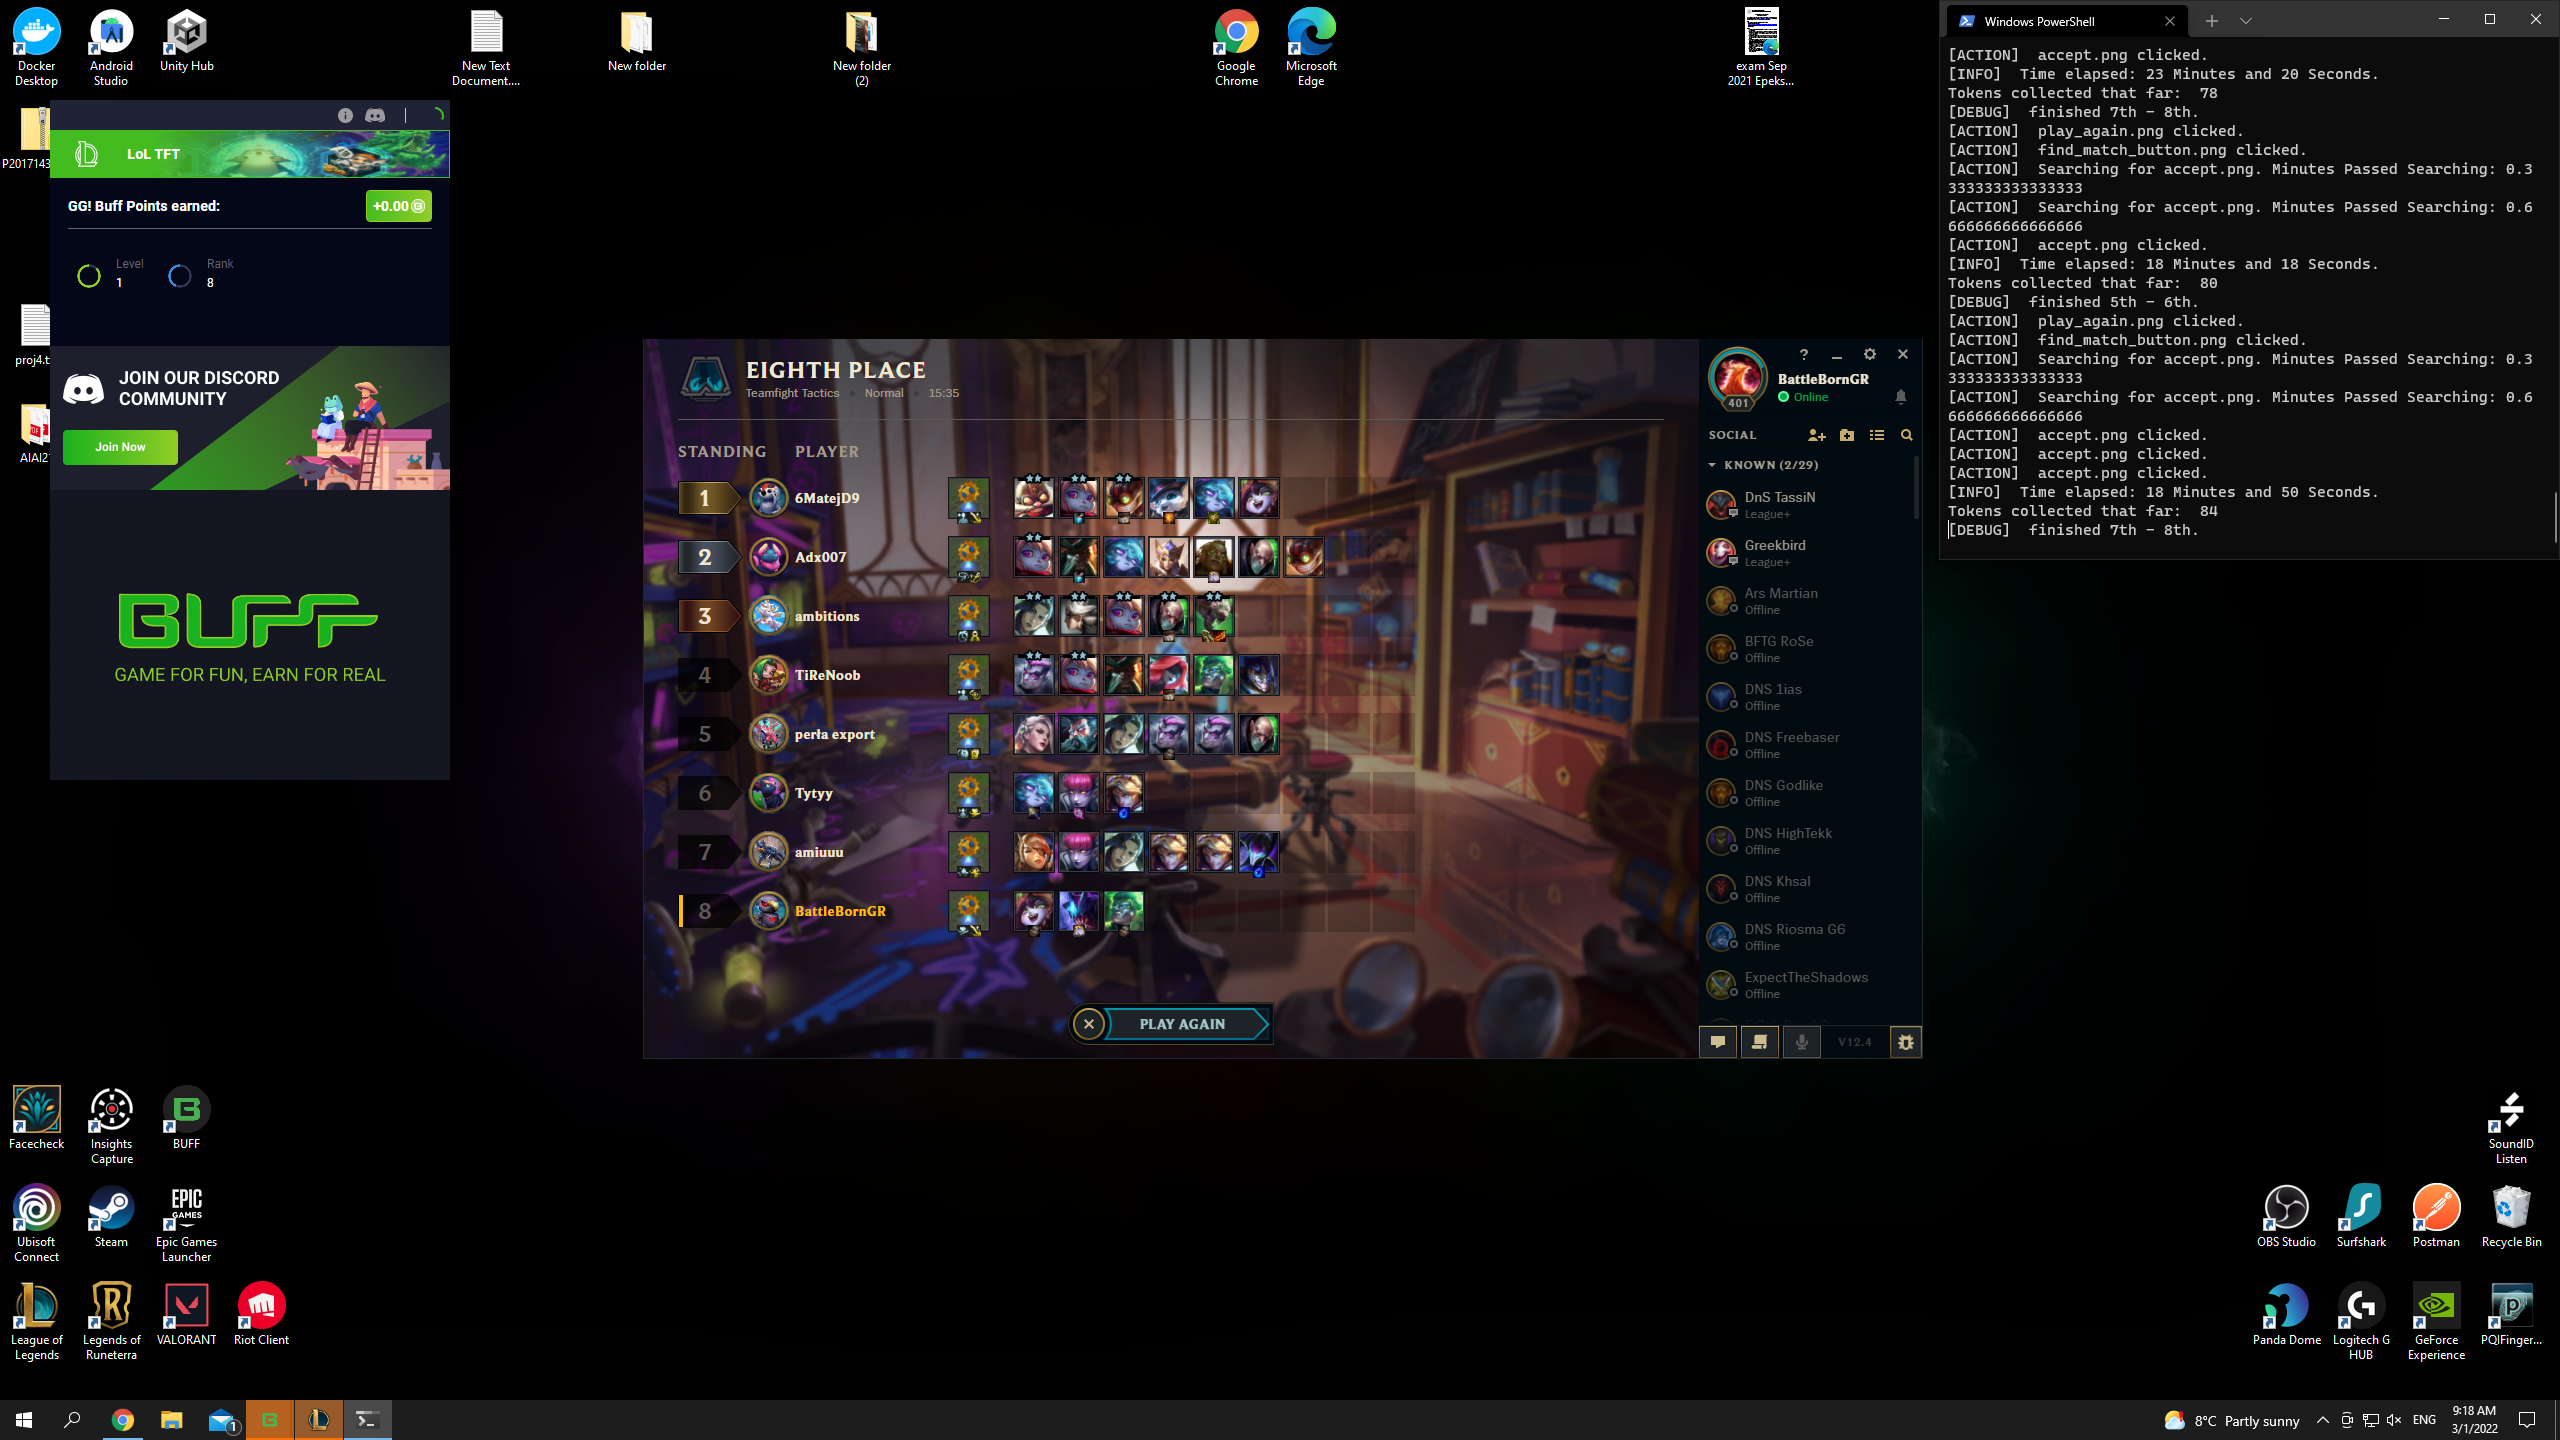 Docker
Desktop
Android
Studio
Unity Hub
New Text
Document....
New folder
New folder
(2)
Google
Chrome
Microsoft
Edge
exam Sep
2021 Epeks...
P2017143
proj4.t
AIAI2
LoL TFT
GG! Buff Points earned:
+0.00
Level
1
Rank
8
JOIN OUR DISCORD
COMMUNITY
Join Now
BUFF
GAME FOR FUN, EARN FOR REAL
EIGHTH PLACE
Teamfight Tactics • Normal • 15:35
STANDING PLAYER
1 6MatejD9
2 Adx007
3 ambitions
4 TiReNoob
5 perła export
6 Tytyy
7 amiuuu
8 BattleBornGR
PLAY AGAIN
BattleBornGR
Online
401
SOCIAL
KNOWN (2/29)
DnS TassiN
League+
Greekbird
League+
Ars Martian
Offline
BFTG RoSe
Offline
DNS 1ias
Offline
DNS Freebaser
Offline
DNS Godlike
Offline
DNS HighTekk
Offline
DNS Khsal
Offline
DNS Riosma G6
Offline
ExpectTheShadows
Offline
V12.4
Windows PowerShell
[ACTION]  accept.png clicked.
[INFO]  Time elapsed: 23 Minutes and 20 Seconds.
Tokens collected that far:  78
[DEBUG]  finished 7th - 8th.
[ACTION]  play_again.png clicked.
[ACTION]  find_match_button.png clicked.
[ACTION]  Searching for accept.png. Minutes Passed Searching: 0.3
333333333333333
[ACTION]  Searching for accept.png. Minutes Passed Searching: 0.6
666666666666666
[ACTION]  accept.png clicked.
[INFO]  Time elapsed: 18 Minutes and 18 Seconds.
Tokens collected that far:  80
[DEBUG]  finished 5th - 6th.
[ACTION]  play_again.png clicked.
[ACTION]  find_match_button.png clicked.
[ACTION]  Searching for accept.png. Minutes Passed Searching: 0.3
333333333333333
[ACTION]  Searching for accept.png. Minutes Passed Searching: 0.6
666666666666666
[ACTION]  accept.png clicked.
[ACTION]  accept.png clicked.
[ACTION]  accept.png clicked.
[INFO]  Time elapsed: 18 Minutes and 50 Seconds.
Tokens collected that far:  84
[DEBUG]  finished 7th - 8th.
Facecheck
Insights
Capture
BUFF
Ubisoft
Connect
Steam
EPIC
GAMES
Epic Games
Launcher
League of
Legends
Legends of
Runeterra
VALORANT
Riot Client
SoundID
Listen
OBS Studio
Surfshark
Postman
Recycle Bin
Panda Dome
Logitech G
HUB
GeForce
Experience
PQIFinger...
1
8°C Partly sunny
ENG
9:18 AM
3/1/2022